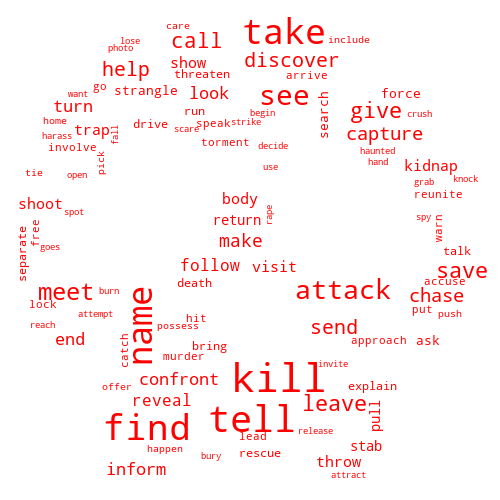 care
take
lose
call
include
photo
discover
show
help
threaten
arrive
see
go
strangle
look
want
force
turn
run
begin
give
crush
search
home
drive
scare
speak
strike
trap
fall
capture
harass
torment
decide
involve
haunted
pick
hand
kidnap
use
tie
open
grab
knock
reunite
body
shoot
spot
rape
return
spy
free
warn
make
goes
separate
talk
follow
visit
save
death
accuse
meet
burn
attack
chase
lock
name
put
push
attempt
hit
reach
possess
send
end
catch
bring
approach
ask
murder
invite
confront
kill
offer
explain
reveal
leave
pull
find
tell
release
lead
stab
happen
rescue
bury
throw
inform
attract